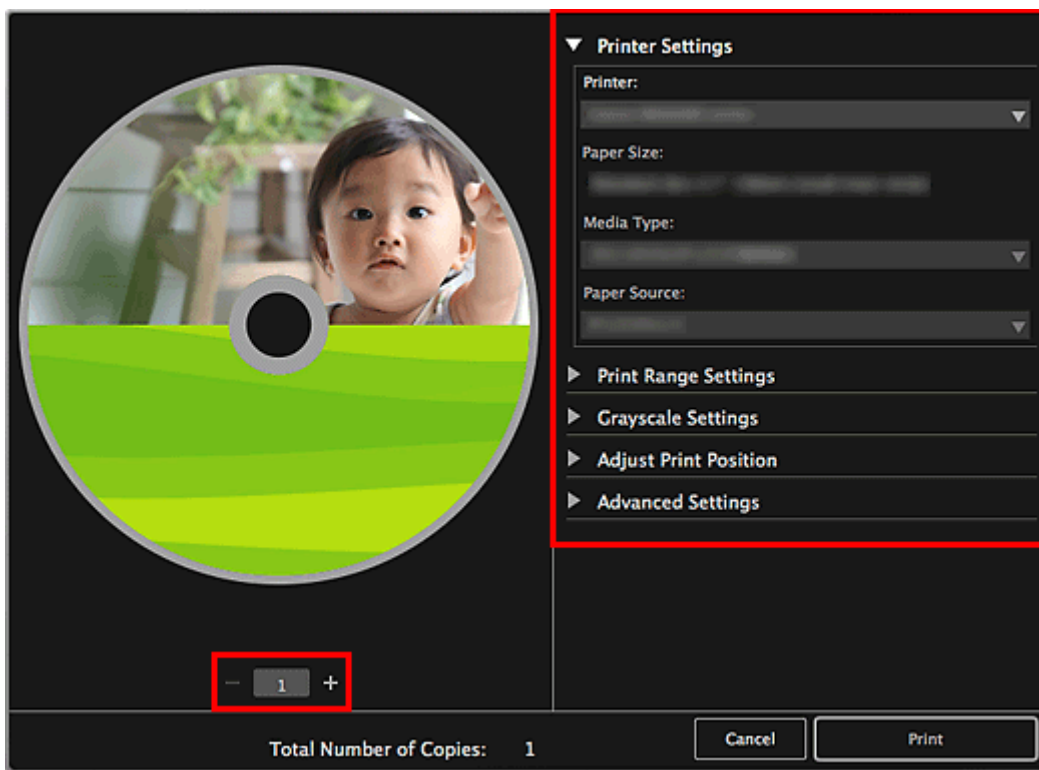 Printer Settings
Printer:
Paper Size:
Media Type:
Paper Source:
Print Range Settings
Grayscale Settings
Adjust Print Position
Advanced Settings
− 1 +
Total Number of Copies: 1
Cancel
Print